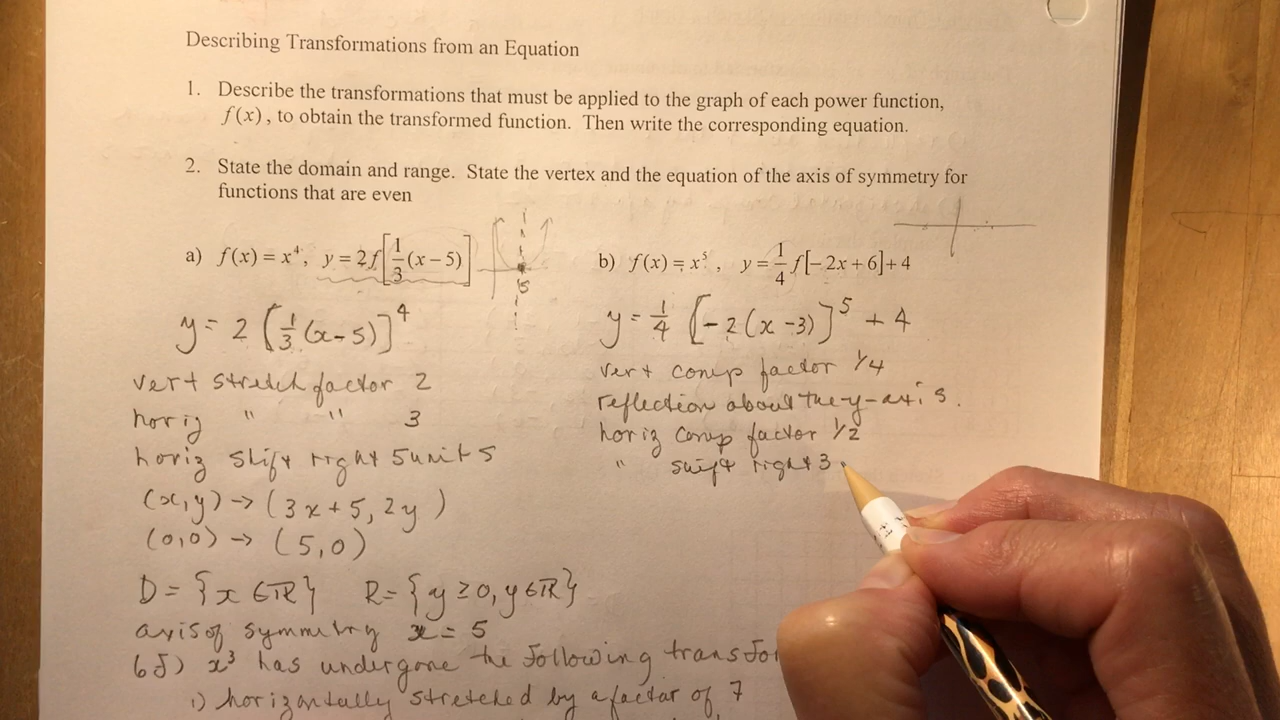 Describing Transformations from an Equation
1. Describe the transformations that must be applied to the graph of each power function,
f(x), to obtain the transformed function. Then write the corresponding equation.
2. State the domain and range. State the vertex and the equation of the axis of symmetry for
functions that are even
a) f(x) = x⁴, y = 2f[1/3(x − 5)]
5
y = 2 (1/3 (x-5)]⁴
vert stretch factor 2
horiz " " 3
horiz shift right 5 units
(x,y) → (3x+5, 2y)
(0,0) → (5,0)
D = {x ∈ ℝ} R = {y ≥ 0, y ∈ ℝ}
axis of symmetry x = 5
b) f(x) = x⁵, y = 1/4 f[−2x + 6] + 4
y = 1/4 [-2(x-3)]⁵ + 4
vert comp factor 1/4
reflection about the y-axis.
horiz comp factor 1/2
" shift right 3
6b) x³ has undergone the following transfor
i) horizontally stretched by a factor of 7